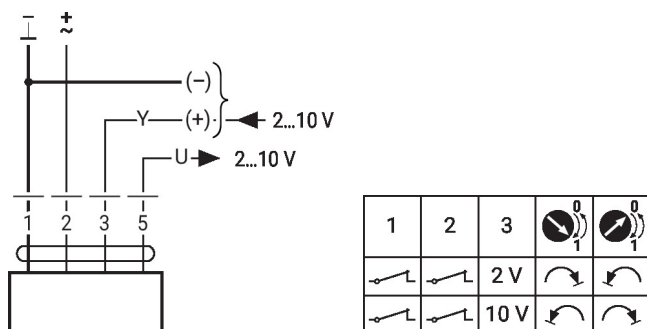 − +
⊥ ~
(−)
Y (+) 2...10 V
U 2...10 V
1 2 3 5
1 2 3 0 1 0 1
2 V
10 V